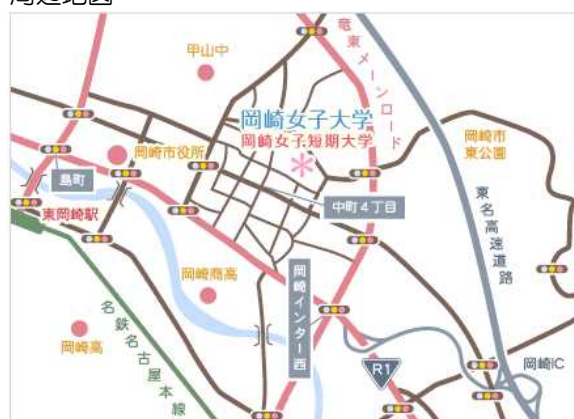 周辺地図
甲山中
竜東メーンロード
岡崎女子大学
岡崎女子短期大学
岡崎市
東公園
岡崎市役所
島町
東岡崎駅
中町4丁目
東名高速道路
岡崎商高
岡崎インター西
岡崎高
名鉄名古屋本線
R1
岡崎IC